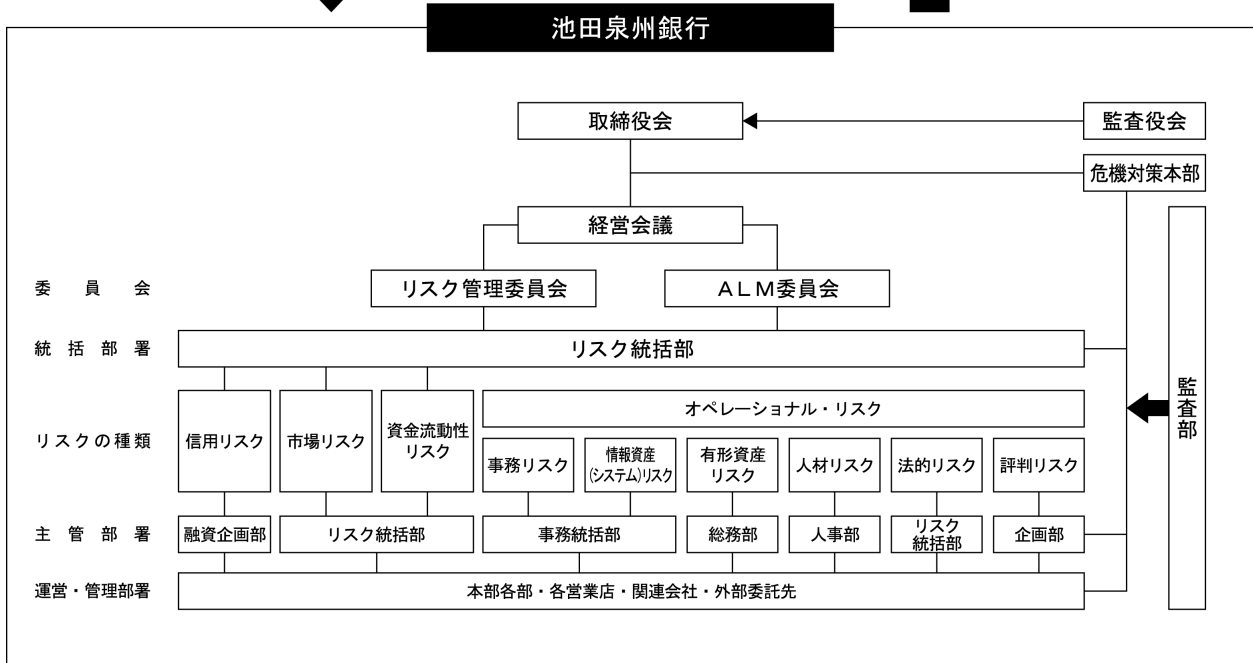 池田泉州銀行
取締役会
監査役会
危機対策本部
経営会議
委員会
リスク管理委員会
ALM委員会
統括部署
リスク統括部
監査部
リスクの種類
信用リスク
市場リスク
資金流動性
リスク
オペレーショナル・リスク
事務リスク
情報資産
(システム)リスク
有形資産
リスク
人材リスク
法的リスク
評判リスク
主管部署
融資企画部
リスク統括部
事務統括部
総務部
人事部
リスク
統括部
企画部
運営・管理部署
本部各部・各営業店・関連会社・外部委託先